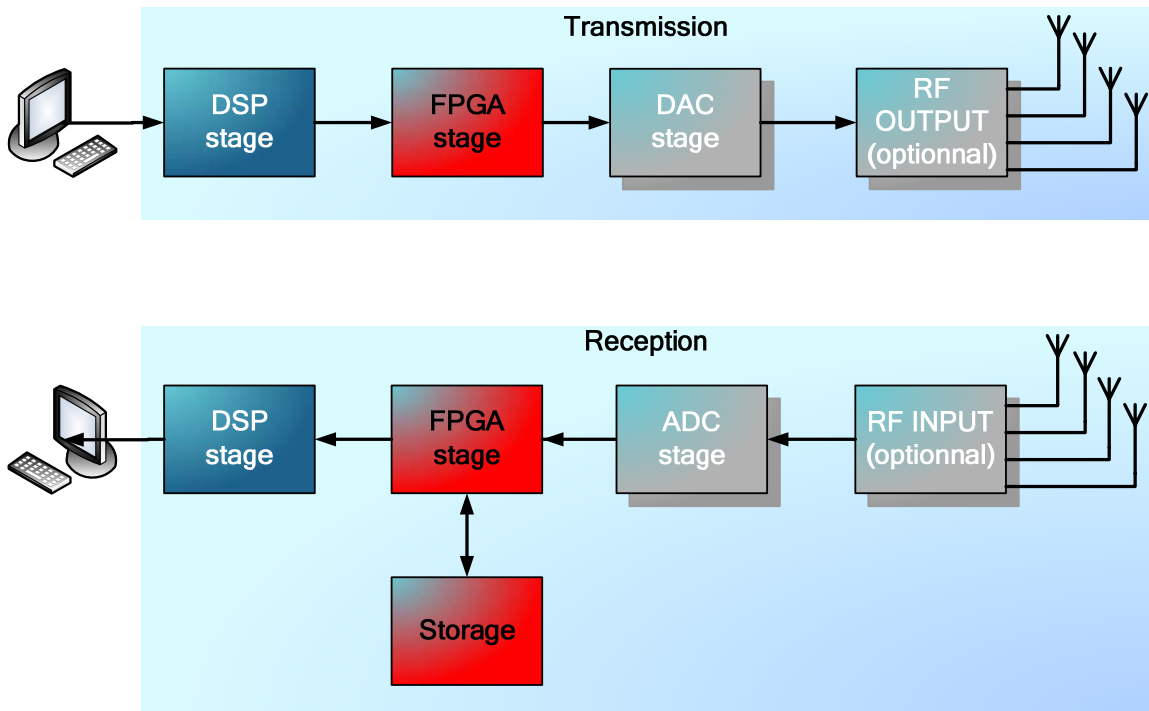 Transmission
DSP
stage
FPGA
stage
DAC
stage
RF
OUTPUT
(optionnal)
Reception
DSP
stage
FPGA
stage
ADC
stage
RF INPUT
(optionnal)
Storage